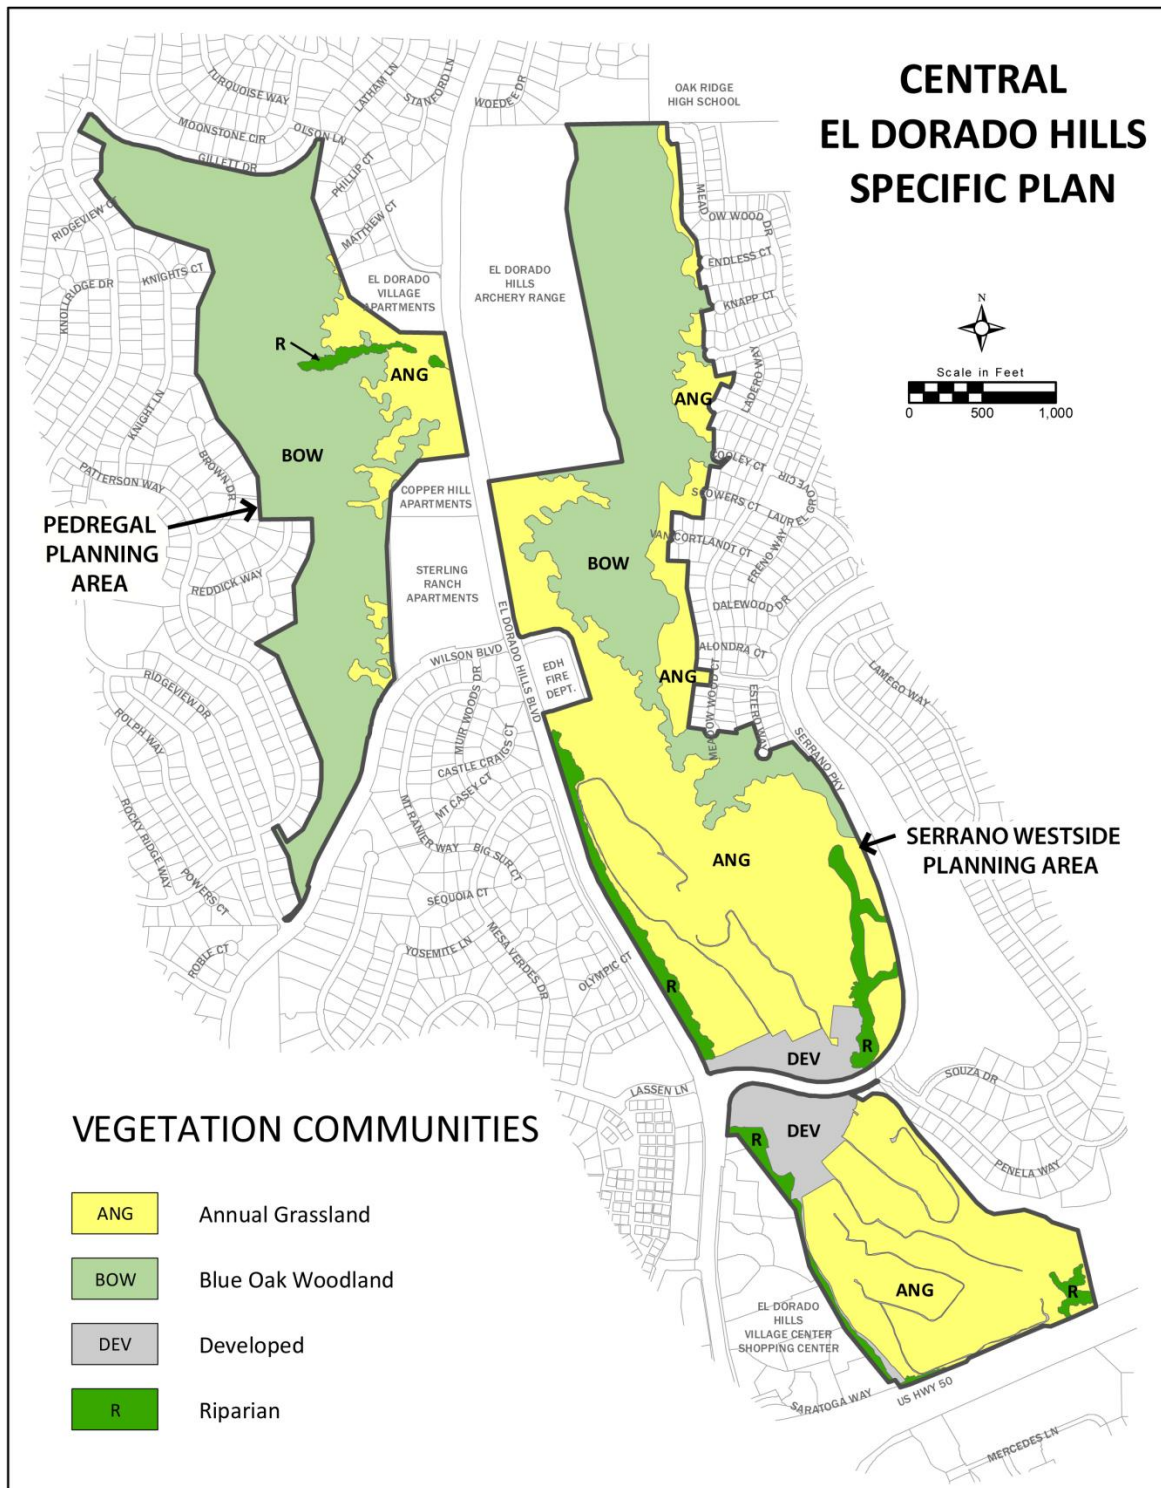 CENTRAL
EL DORADO HILLS
SPECIFIC PLAN
N
Scale in Feet
0 500 1,000
TURQUOISE WAY
LATHAM LN
STANFORD LN
MOONSTONE CIR
OLSON LN
GILLETT DR
PHILLIP CT
MATTHEW CT
RIDGEVIEW CT
KNIGHTS CT
KNOLLRIDGE DR
KNIGHT LN
BROWN DR
PATTERSON WAY
REDDICK WAY
RIDGEVIEW DR
ROLPH WAY
ROCKY RIDGE WAY
POWERS CT
ROBLE CT
OAK RIDGE
HIGH SCHOOL
EL DORADO
VILLAGE
APARTMENTS
EL DORADO
HILLS
ARCHERY RANGE
MEAD
OW WOOD DR
ENDLESS CT
KNAPP CT
LADERO WAY
R
ANG
BOW
PEDREGAL
PLANNING
AREA
COPPER HILL
APARTMENTS
STERLING
RANCH
APARTMENTS
ANG
SCOWERS CT
LAUREL GROVE CIR
VAN CORTLANDT CT
DALEWOOD DR
ALONDRA CT
BOW
ANG
MEADOW WOOD CT
ESTERO WAY
SERRANO PKY
LAMEGO WAY
WILSON BLVD
EL DORADO HILLS BLVD
EDH
FIRE
DEPT.
MUIR WOODS DR
CASTLE CRAIGS CT
MT CASEY CT
MT RANIER WAY
BIG SUR CT
SEQUOIA CT
YOSEMITE LN
MESA VERDES DR
OLYMPIC CT
ANG
SERRANO WESTSIDE
PLANNING AREA
R
DEV
R
LASSEN LN
SOUZA DR
PENELA WAY
R
DEV
ANG
R
EL DORADO
HILLS
VILLAGE CENTER
SHOPPING CENTER
SARATOGA WAY
US HWY 50
MERCEDES LN
VEGETATION COMMUNITIES
ANG Annual Grassland
BOW Blue Oak Woodland
DEV Developed
R Riparian